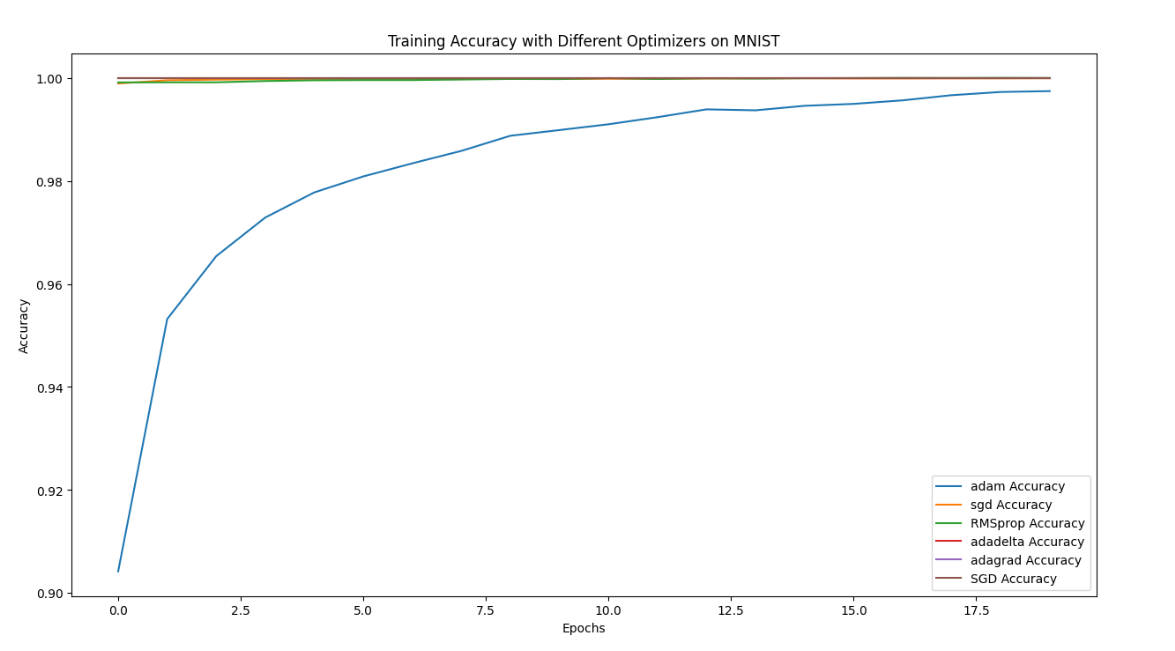 Training Accuracy with Different Optimizers on MNIST
1.00
0.98
0.96
0.94
0.92
0.90
Accuracy
0.0 2.5 5.0 7.5 10.0 12.5 15.0 17.5
Epochs
adam Accuracy
sgd Accuracy
RMSprop Accuracy
adadelta Accuracy
adagrad Accuracy
SGD Accuracy